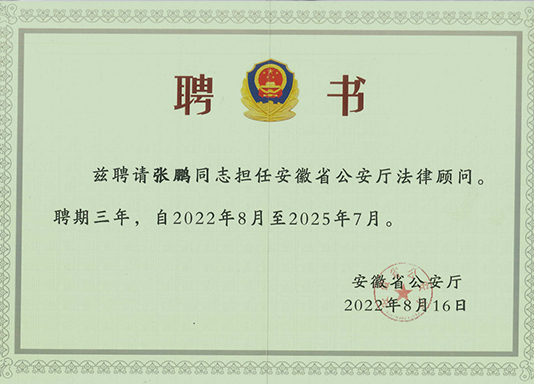 聘书
兹聘请张鹏同志担任安徽省公安厅法律顾问。
聘期三年，自2022年8月至2025年7月。
安徽省公安厅
2022年8月16日